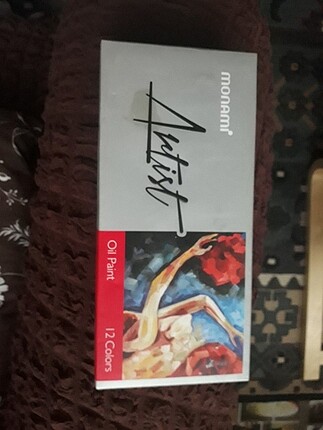 monami
Artist
Oil Paint
12 Colors